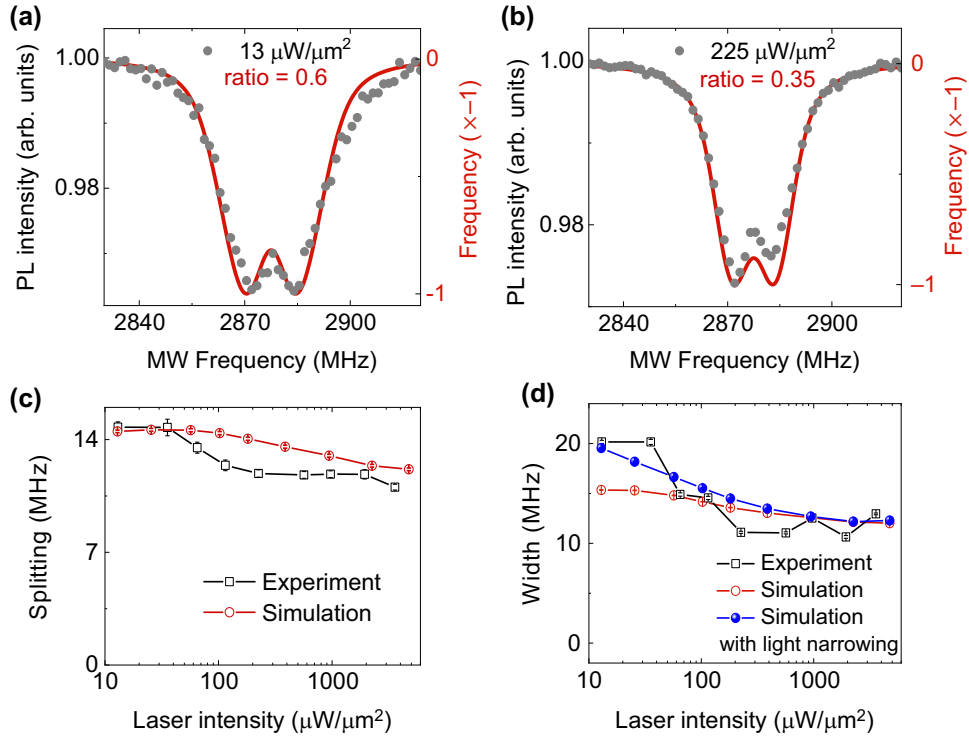 (a)
13 μW/μm²
ratio = 0.6
1.00
0.98
0
-1
PL intensity (arb. units)
Frequency (×−1)
2840
2870
2900
MW Frequency (MHz)
(b)
225 μW/μm²
ratio = 0.35
1.00
0.98
0
-1
PL intensity (arb. units)
Frequency (×−1)
2840
2870
2900
MW Frequency (MHz)
(c)
14
7
0
Splitting (MHz)
Experiment
Simulation
10
100
1000
Laser intensity (μW/μm²)
(d)
20
10
0
Width (MHz)
Experiment
Simulation
Simulation
with light narrowing
10
100
1000
Laser intensity (μW/μm²)